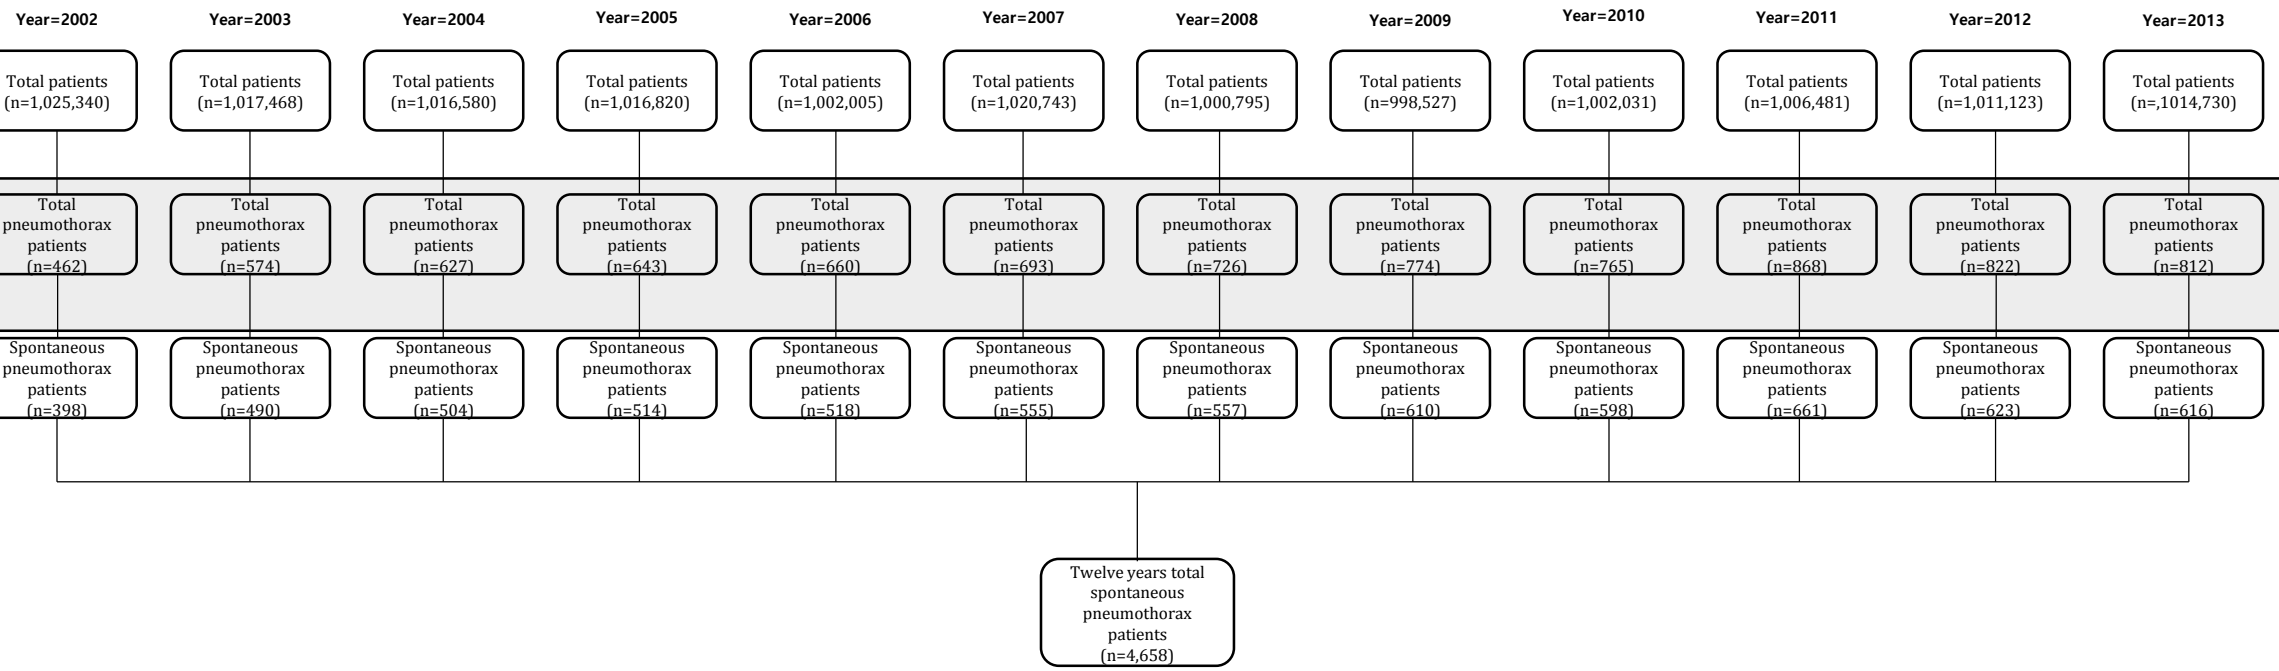 Year=2002
Year=2003
Year=2004
Year=2005
Year=2006
Year=2007
Year=2008
Year=2009
Year=2010
Year=2011
Year=2012
Year=2013
Total patients
(n=1,025,340)
Total patients
(n=1,017,468)
Total patients
(n=1,016,580)
Total patients
(n=1,016,820)
Total patients
(n=1,002,005)
Total patients
(n=1,020,743)
Total patients
(n=1,000,795)
Total patients
(n=998,527)
Total patients
(n=1,002,031)
Total patients
(n=1,006,481)
Total patients
(n=1,011,123)
Total patients
(n=,1014,730)
Total
pneumothorax
patients
(n=462)
Total
pneumothorax
patients
(n=574)
Total
pneumothorax
patients
(n=627)
Total
pneumothorax
patients
(n=643)
Total
pneumothorax
patients
(n=660)
Total
pneumothorax
patients
(n=693)
Total
pneumothorax
patients
(n=726)
Total
pneumothorax
patients
(n=774)
Total
pneumothorax
patients
(n=765)
Total
pneumothorax
patients
(n=868)
Total
pneumothorax
patients
(n=822)
Total
pneumothorax
patients
(n=812)
Spontaneous
pneumothorax
patients
(n=398)
Spontaneous
pneumothorax
patients
(n=490)
Spontaneous
pneumothorax
patients
(n=504)
Spontaneous
pneumothorax
patients
(n=514)
Spontaneous
pneumothorax
patients
(n=518)
Spontaneous
pneumothorax
patients
(n=555)
Spontaneous
pneumothorax
patients
(n=557)
Spontaneous
pneumothorax
patients
(n=610)
Spontaneous
pneumothorax
patients
(n=598)
Spontaneous
pneumothorax
patients
(n=661)
Spontaneous
pneumothorax
patients
(n=623)
Spontaneous
pneumothorax
patients
(n=616)
Twelve years total
spontaneous
pneumothorax
patients
(n=4,658)